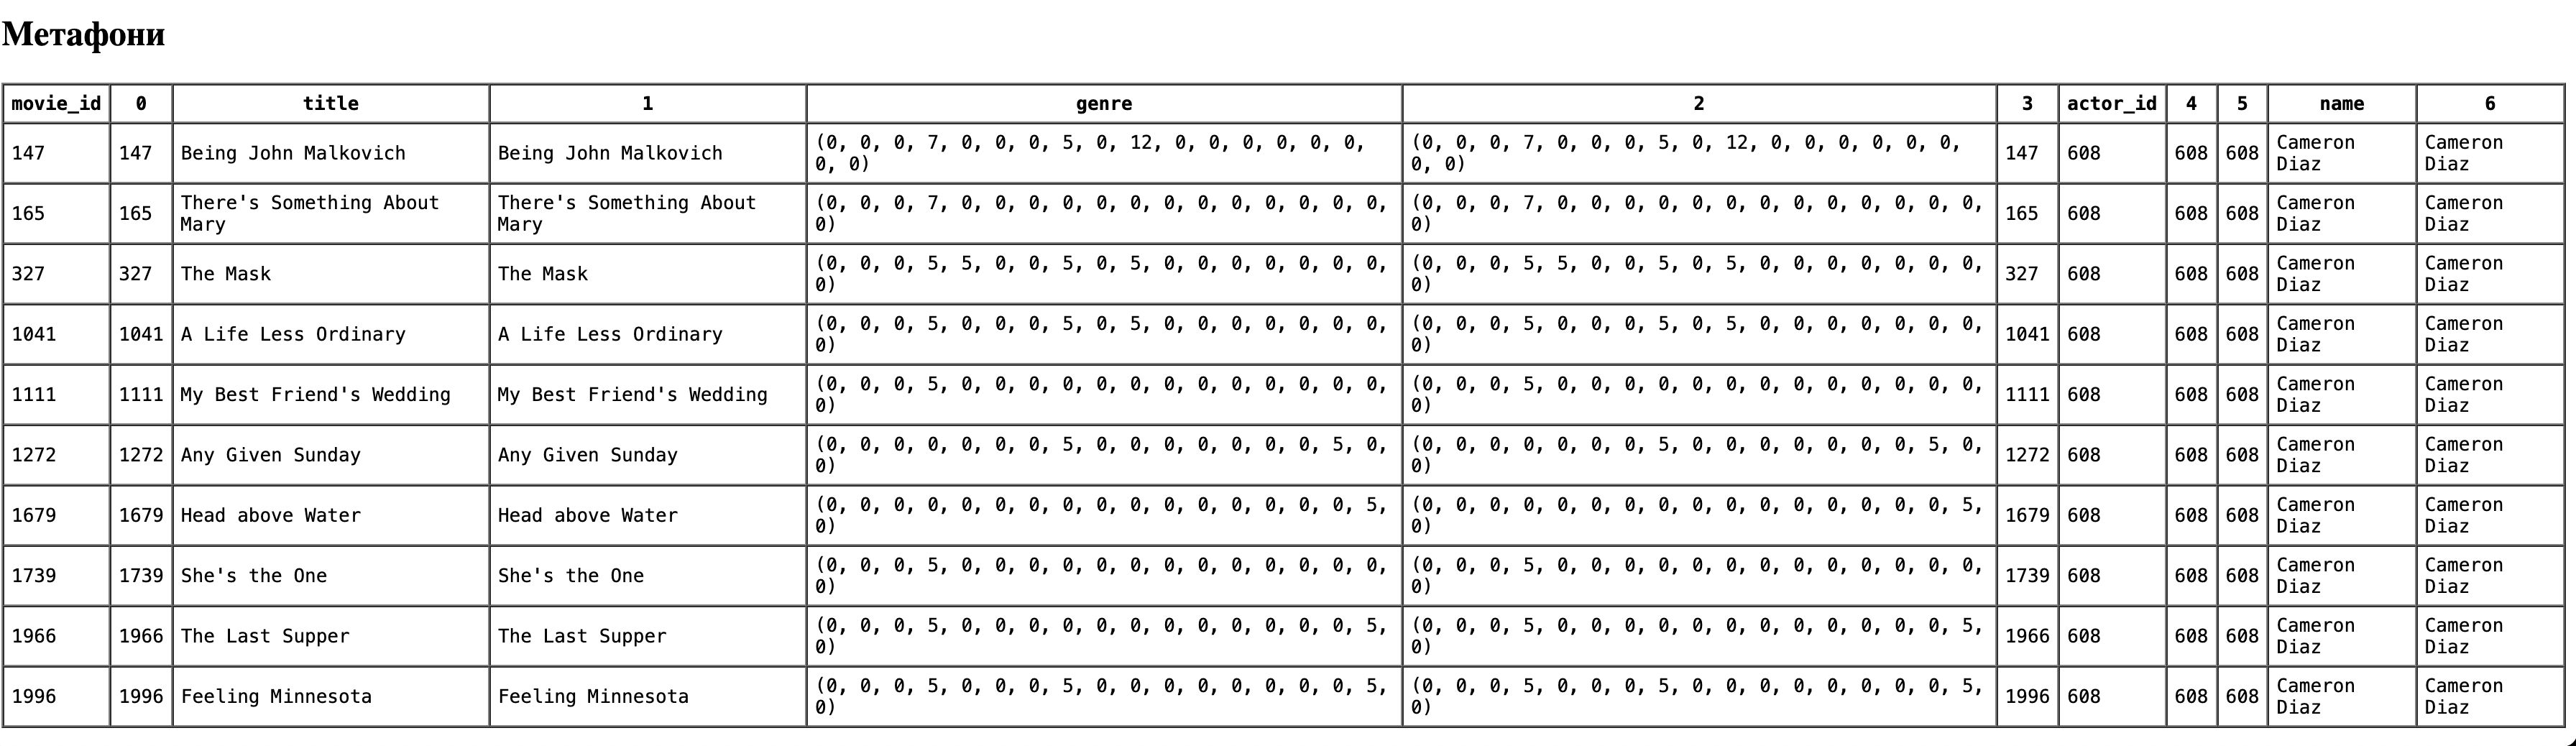 Метафони
movie_id 0 title 1 genre 2 3 actor_id 4 5 name 6
147 147 Being John Malkovich Being John Malkovich (0, 0, 0, 7, 0, 0, 0, 5, 0, 12, 0, 0, 0, 0, 0, 0, 0, 0) (0, 0, 0, 7, 0, 0, 0, 5, 0, 12, 0, 0, 0, 0, 0, 0, 0, 0) 147 608 608 608 Cameron Diaz Cameron Diaz
165 165 There's Something About Mary There's Something About Mary (0, 0, 0, 7, 0, 0, 0, 0, 0, 0, 0, 0, 0, 0, 0, 0, 0, 0) (0, 0, 0, 7, 0, 0, 0, 0, 0, 0, 0, 0, 0, 0, 0, 0, 0, 0) 165 608 608 608 Cameron Diaz Cameron Diaz
327 327 The Mask The Mask (0, 0, 0, 5, 5, 0, 0, 5, 0, 5, 0, 0, 0, 0, 0, 0, 0, 0) (0, 0, 0, 5, 5, 0, 0, 5, 0, 5, 0, 0, 0, 0, 0, 0, 0, 0) 327 608 608 608 Cameron Diaz Cameron Diaz
1041 1041 A Life Less Ordinary A Life Less Ordinary (0, 0, 0, 5, 0, 0, 0, 5, 0, 5, 0, 0, 0, 0, 0, 0, 0, 0) (0, 0, 0, 5, 0, 0, 0, 5, 0, 5, 0, 0, 0, 0, 0, 0, 0, 0) 1041 608 608 608 Cameron Diaz Cameron Diaz
1111 1111 My Best Friend's Wedding My Best Friend's Wedding (0, 0, 0, 5, 0, 0, 0, 0, 0, 0, 0, 0, 0, 0, 0, 0, 0, 0) (0, 0, 0, 5, 0, 0, 0, 0, 0, 0, 0, 0, 0, 0, 0, 0, 0, 0) 1111 608 608 608 Cameron Diaz Cameron Diaz
1272 1272 Any Given Sunday Any Given Sunday (0, 0, 0, 0, 0, 0, 0, 5, 0, 0, 0, 0, 0, 0, 0, 5, 0, 0) (0, 0, 0, 0, 0, 0, 0, 5, 0, 0, 0, 0, 0, 0, 0, 5, 0, 0) 1272 608 608 608 Cameron Diaz Cameron Diaz
1679 1679 Head above Water Head above Water (0, 0, 0, 0, 0, 0, 0, 0, 0, 0, 0, 0, 0, 0, 0, 0, 5, 0) (0, 0, 0, 0, 0, 0, 0, 0, 0, 0, 0, 0, 0, 0, 0, 0, 5, 0) 1679 608 608 608 Cameron Diaz Cameron Diaz
1739 1739 She's the One She's the One (0, 0, 0, 5, 0, 0, 0, 0, 0, 0, 0, 0, 0, 0, 0, 0, 0, 0) (0, 0, 0, 5, 0, 0, 0, 0, 0, 0, 0, 0, 0, 0, 0, 0, 0, 0) 1739 608 608 608 Cameron Diaz Cameron Diaz
1966 1966 The Last Supper The Last Supper (0, 0, 0, 5, 0, 0, 0, 0, 0, 0, 0, 0, 0, 0, 0, 0, 5, 0) (0, 0, 0, 5, 0, 0, 0, 0, 0, 0, 0, 0, 0, 0, 0, 0, 5, 0) 1966 608 608 608 Cameron Diaz Cameron Diaz
1996 1996 Feeling Minnesota Feeling Minnesota (0, 0, 0, 5, 0, 0, 0, 5, 0, 0, 0, 0, 0, 0, 0, 0, 5, 0) (0, 0, 0, 5, 0, 0, 0, 5, 0, 0, 0, 0, 0, 0, 0, 0, 5, 0) 1996 608 608 608 Cameron Diaz Cameron Diaz